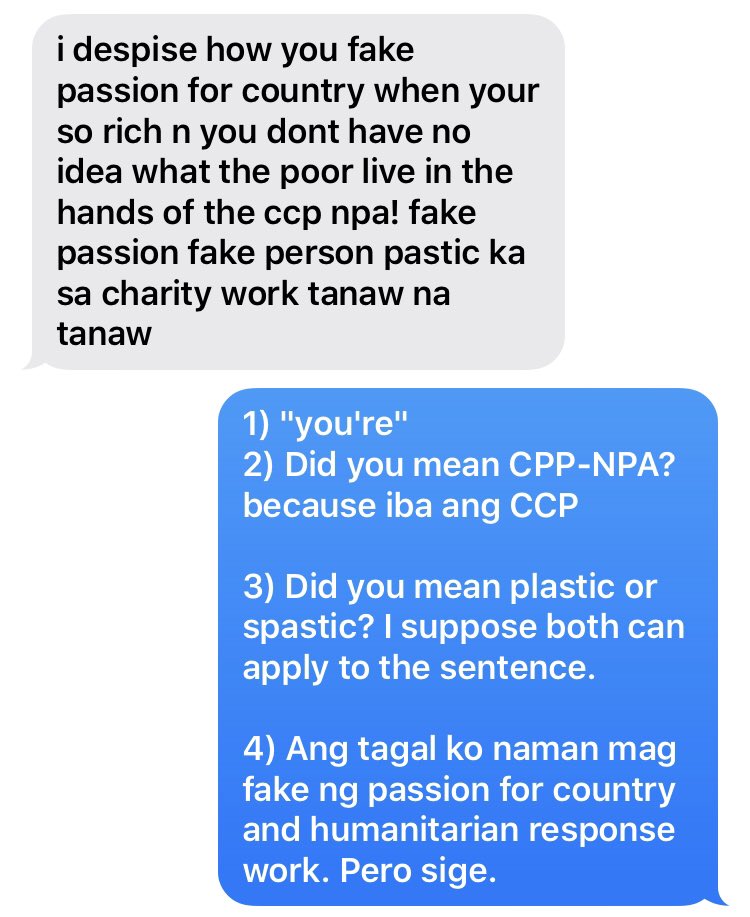 i despise how you fake
passion for country when your
so rich n you dont have no
idea what the poor live in the
hands of the ccp npa! fake
passion fake person pastic ka
sa charity work tanaw na
tanaw
1) "you're"
2) Did you mean CPP-NPA?
because iba ang CCP
3) Did you mean plastic or
spastic? I suppose both can
apply to the sentence.
4) Ang tagal ko naman mag
fake ng passion for country
and humanitarian response
work. Pero sige.